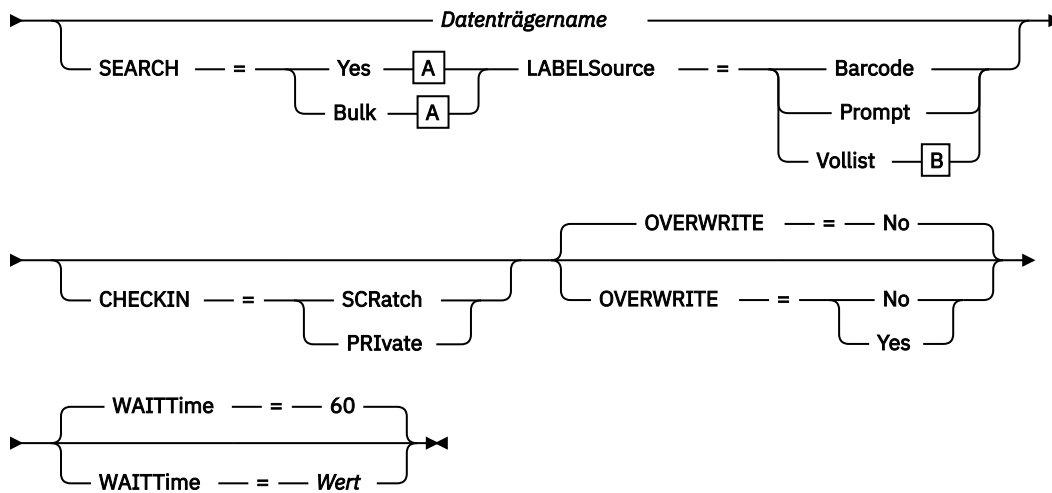 Datenträgername
SEARCH = Yes A LABELSource = Barcode
Bulk A Prompt
Vollist B
OVERWRITE = No
CHECKIN = SCRatch OVERWRITE = No
PRIvate Yes
WAITTime = 60
WAITTime = Wert